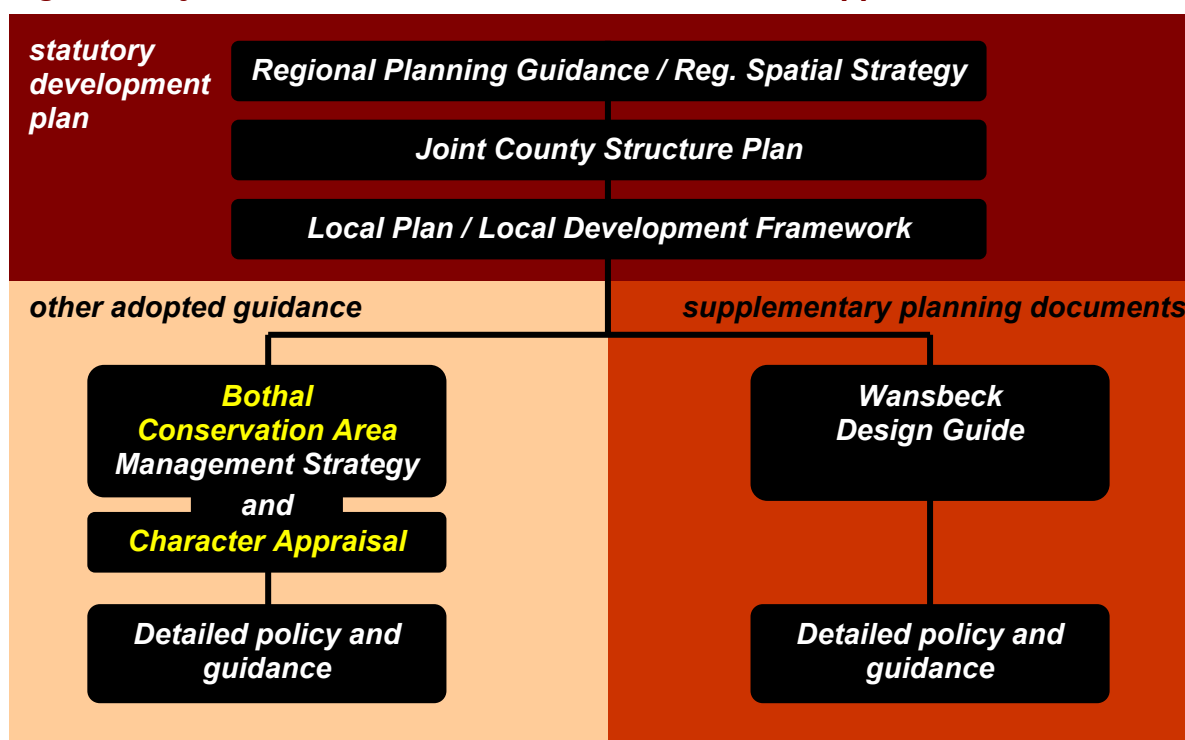 statutory
development
plan
Regional Planning Guidance / Reg. Spatial Strategy
Joint County Structure Plan
Local Plan / Local Development Framework
other adopted guidance
supplementary planning documents
Bothal
Conservation Area
Management Strategy
and
Character Appraisal
Wansbeck
Design Guide
Detailed policy and
guidance
Detailed policy and
guidance